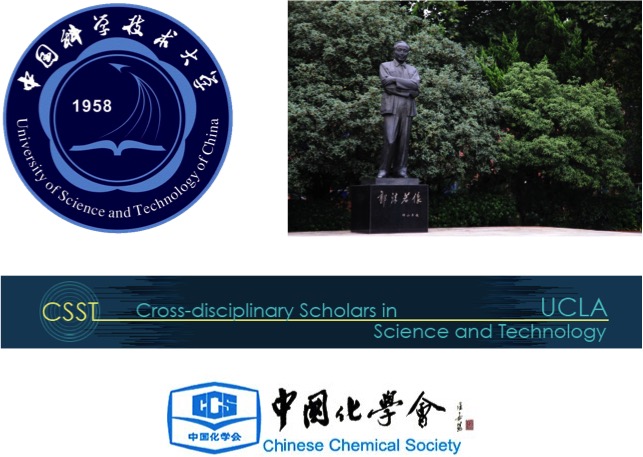 中国科学技术大学
1958
University of Science and Technology of China
郭沫若像
CSST
Cross-disciplinary Scholars in
UCLA
Science and Technology
CCS
中国化学会
中国化学會
Chinese Chemical Society